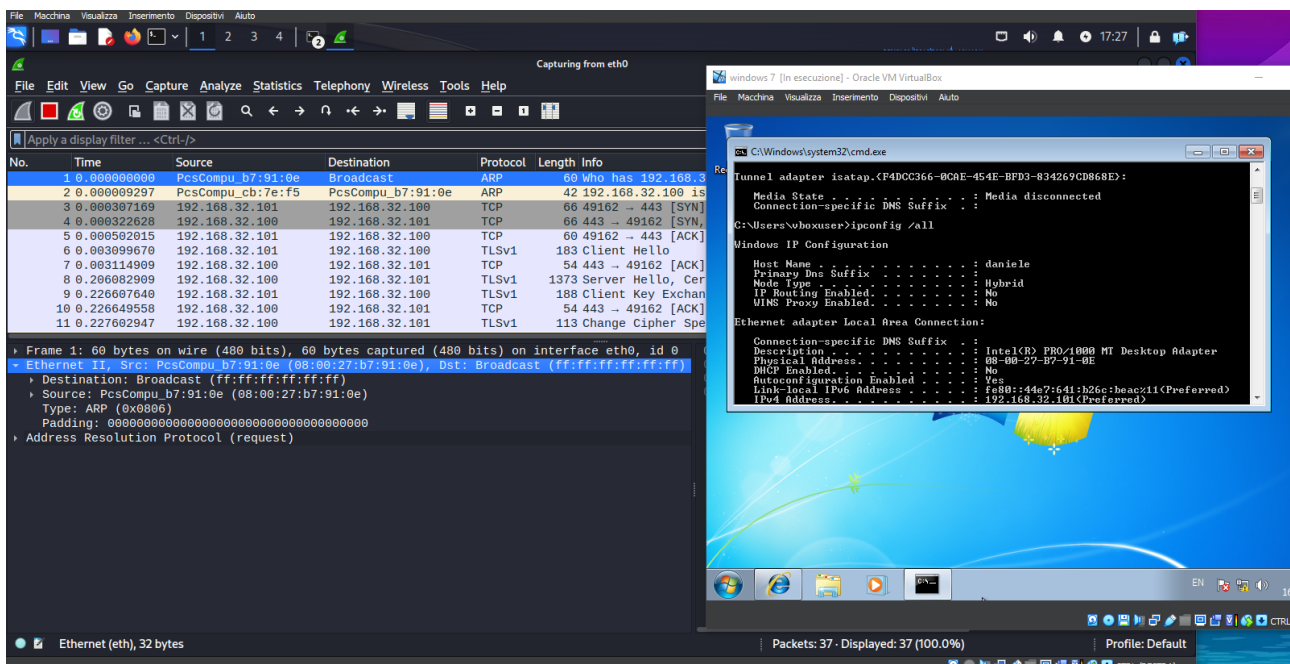 File Macchina Visualizza Inserimento Dispositivi Aiuto
1 2 3 4 2 17:27
Capturing from eth0
File Edit View Go Capture Analyze Statistics Telephony Wireless Tools Help
Apply a display filter ... <Ctrl-/>
No. Time Source Destination Protocol Length Info
1 0.000000000 PcsCompu_b7:91:0e Broadcast ARP 60 Who has 192.168.3
2 0.000009297 PcsCompu_cb:7e:f5 PcsCompu_b7:91:0e ARP 42 192.168.32.100 is
3 0.000307169 192.168.32.101 192.168.32.100 TCP 66 49162 → 443 [SYN]
4 0.000322628 192.168.32.100 192.168.32.101 TCP 66 443 → 49162 [SYN,
5 0.000502015 192.168.32.101 192.168.32.100 TCP 60 49162 → 443 [ACK]
6 0.003099670 192.168.32.101 192.168.32.100 TLSv1 183 Client Hello
7 0.003114909 192.168.32.100 192.168.32.101 TCP 54 443 → 49162 [ACK]
8 0.206082909 192.168.32.100 192.168.32.101 TLSv1 1373 Server Hello, Cer
9 0.226607640 192.168.32.101 192.168.32.100 TLSv1 188 Client Key Exchan
10 0.226649558 192.168.32.100 192.168.32.101 TCP 54 443 → 49162 [ACK]
11 0.227602947 192.168.32.100 192.168.32.101 TLSv1 113 Change Cipher Spe
Frame 1: 60 bytes on wire (480 bits), 60 bytes captured (480 bits) on interface eth0, id 0
Ethernet II, Src: PcsCompu_b7:91:0e (08:00:27:b7:91:0e), Dst: Broadcast (ff:ff:ff:ff:ff:ff)
Destination: Broadcast (ff:ff:ff:ff:ff:ff)
Source: PcsCompu_b7:91:0e (08:00:27:b7:91:0e)
Type: ARP (0x0806)
Padding: 000000000000000000000000000000000000
Address Resolution Protocol (request)
Ethernet (eth), 32 bytes
Packets: 37 · Displayed: 37 (100.0%)
Profile: Default
windows 7 [In esecuzione] - Oracle VM VirtualBox
File Macchina Visualizza Inserimento Dispositivi Aiuto
C:\Windows\system32\cmd.exe
Tunnel adapter isatap.{F4DCC366-0CAE-454E-BFD3-834269CD868E}:
Media State . . . . . . . . . . . : Media disconnected
Connection-specific DNS Suffix . :
C:\Users\vboxuser>ipconfig /all
Windows IP Configuration
Host Name . . . . . . . . . . . . : daniele
Primary Dns Suffix . . . . . . . :
Node Type . . . . . . . . . . . . : Hybrid
IP Routing Enabled. . . . . . . . : No
WINS Proxy Enabled. . . . . . . . : No
Ethernet adapter Local Area Connection:
Connection-specific DNS Suffix . :
Description . . . . . . . . . . . : Intel(R) PRO/1000 MT Desktop Adapter
Physical Address. . . . . . . . . : 08-00-27-B7-91-0E
DHCP Enabled. . . . . . . . . . . : No
Autoconfiguration Enabled . . . . : Yes
Link-local IPv6 Address . . . . . : fe80::44e7:641:b26c:beac%11(Preferred)
IPv4 Address. . . . . . . . . . . : 192.168.32.101(Preferred)
EN
CTRL